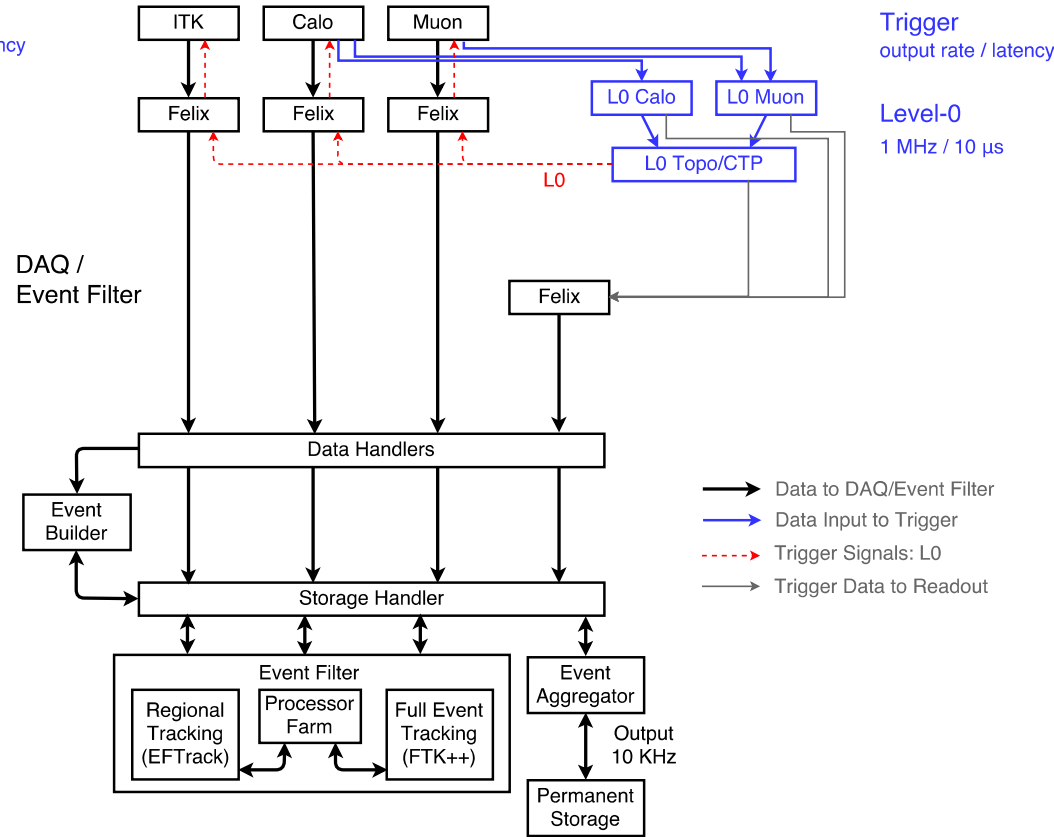 ITK
Calo
Muon
Trigger
output rate / latency
ncy
L0 Calo
L0 Muon
Felix
Felix
Felix
Level-0
1 MHz / 10 μs
L0 Topo/CTP
L0
DAQ /
Event Filter
Felix
Data Handlers
Event
Builder
Data to DAQ/Event Filter
Data Input to Trigger
Trigger Signals: L0
Trigger Data to Readout
Storage Handler
Event Filter
Regional
Tracking
(EFTrack)
Processor
Farm
Full Event
Tracking
(FTK++)
Event
Aggregator
Output
10 KHz
Permanent
Storage